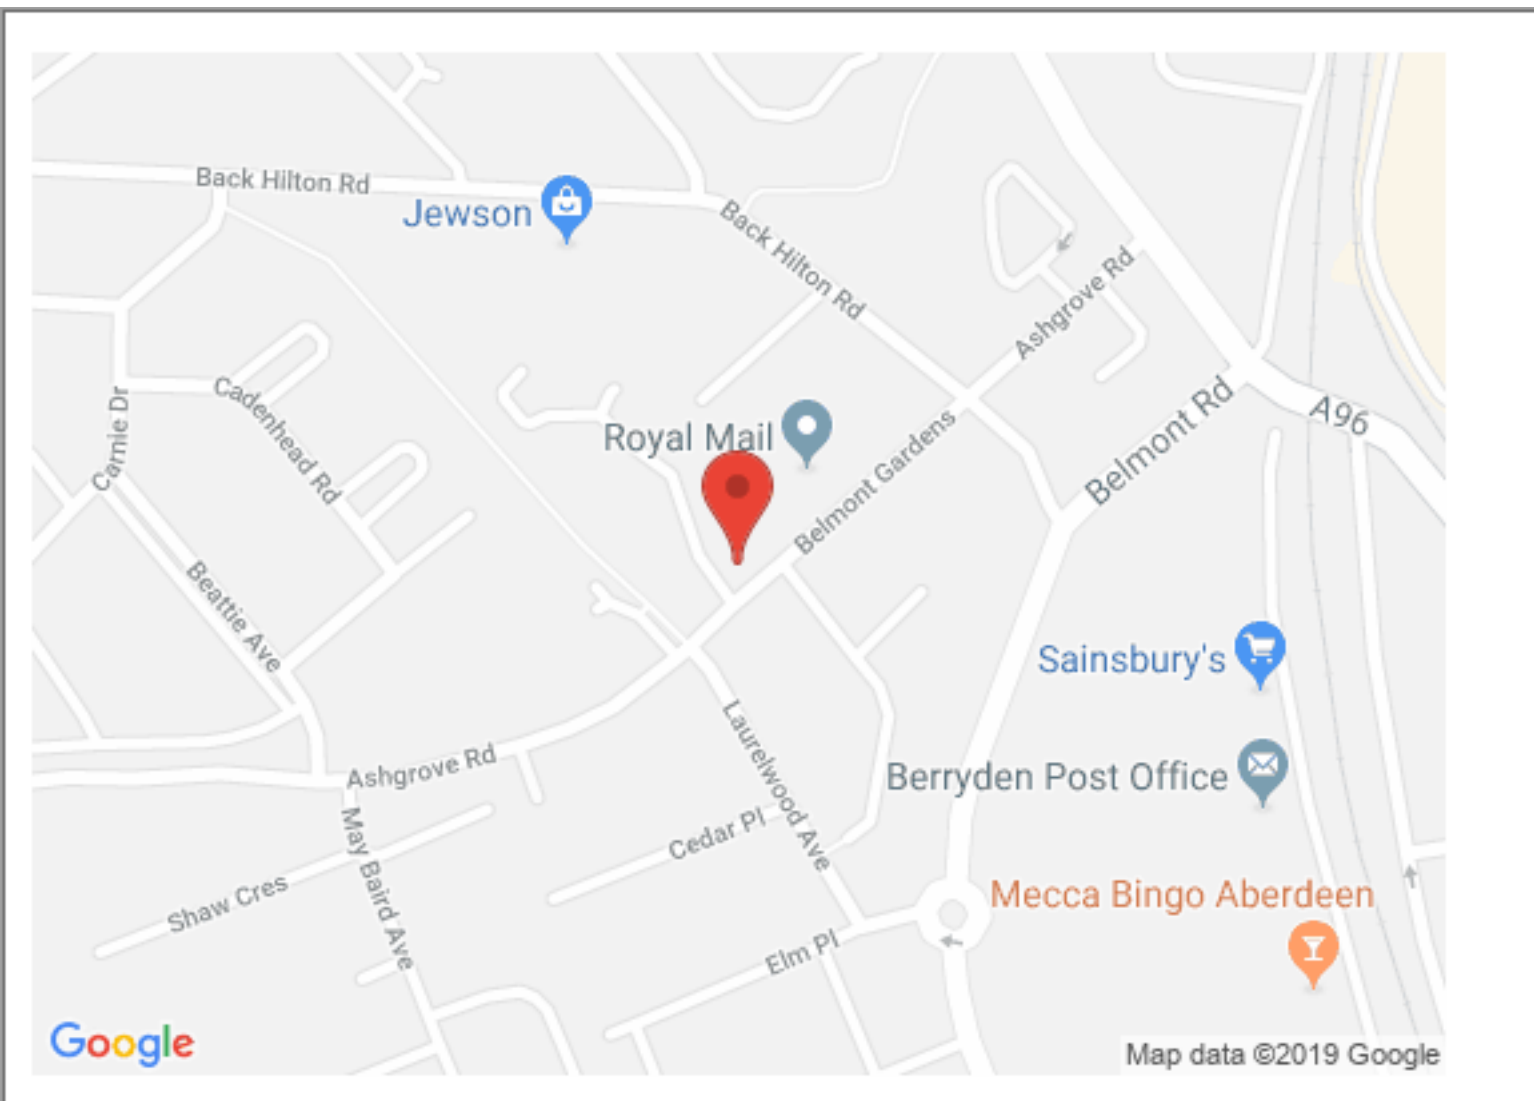 Back Hilton Rd
Jewson
Back Hilton Rd
Ashgrove Rd
Cadenhead Rd
Carnie Dr
Royal Mail
Belmont Gardens
Belmont Rd
A96
Beattie Ave
Sainsbury's
Laurelwood Ave
Ashgrove Rd
Berryden Post Office
May Baird Ave
Cedar Pl
Shaw Cres
Mecca Bingo Aberdeen
Elm Pl
Google
Map data ©2019 Google